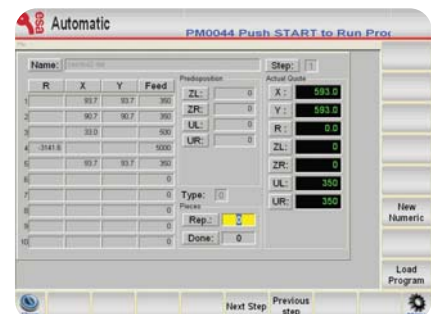 esa Automatic
PM0044 Push START to Run Pro
Name: Step: 1
R X Y Feed Predisposition Actual Quote
1 93.7 93.7 350 ZL: 0 X: 593.0
2 90.7 90.7 350 ZR: 0 Y: 593.0
3 33.0 500 UL: 0 R: 0.0
4 -3141.6 5000 UR: 0 ZL: 0
5 93.7 93.7 350 ZR: 0
6 0 UL: 350
7 0 Type: 0 UR: 350
8 0 Pieces
9 0 Rep.: 0
10 0 Done: 0
New Numeric
Load Program
Next Step Previous step